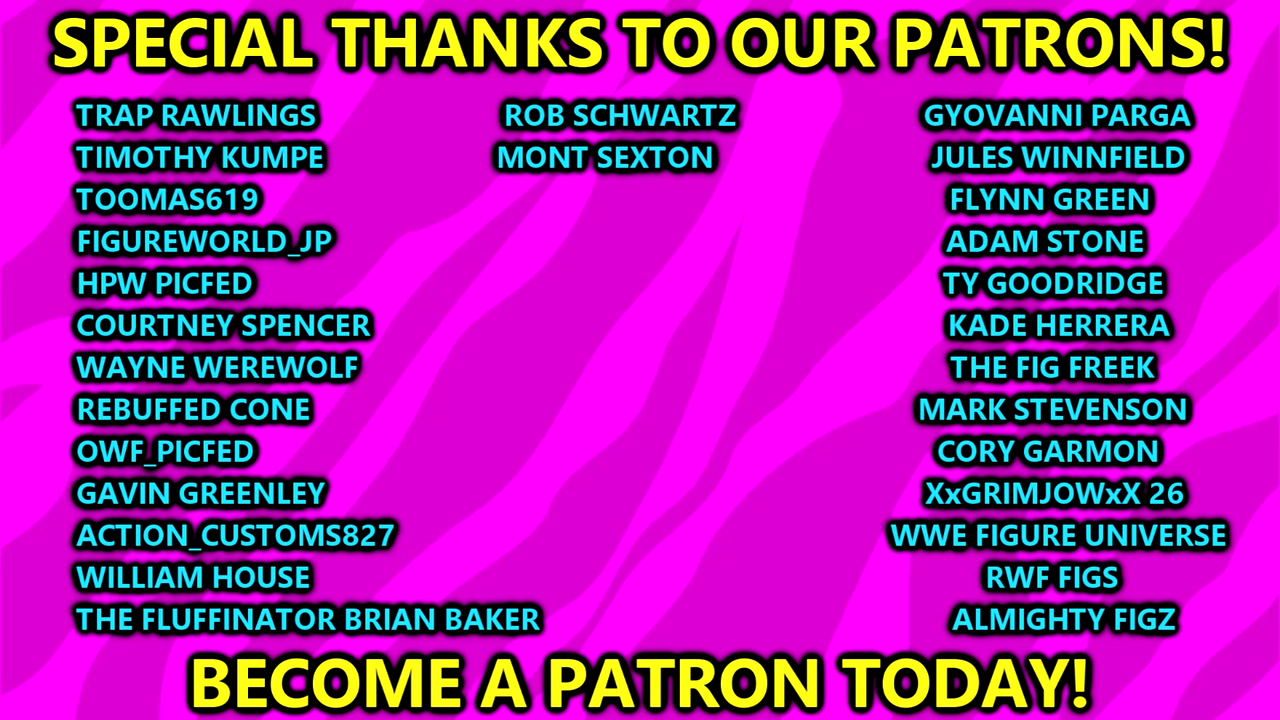 SPECIAL THANKS TO OUR PATRONS!
TRAP RAWLINGS
TIMOTHY KUMPE
TOOMAS619
FIGUREWORLD_JP
HPW PICFED
COURTNEY SPENCER
WAYNE WEREWOLF
REBUFFED CONE
OWF_PICFED
GAVIN GREENLEY
ACTION_CUSTOMS827
WILLIAM HOUSE
THE FLUFFINATOR BRIAN BAKER
ROB SCHWARTZ
MONT SEXTON
GYOVANNI PARGA
JULES WINNFIELD
FLYNN GREEN
ADAM STONE
TY GOODRIDGE
KADE HERRERA
THE FIG FREEK
MARK STEVENSON
CORY GARMON
XxGRIMJOWxX 26
WWE FIGURE UNIVERSE
RWF FIGS
ALMIGHTY FIGZ
BECOME A PATRON TODAY!